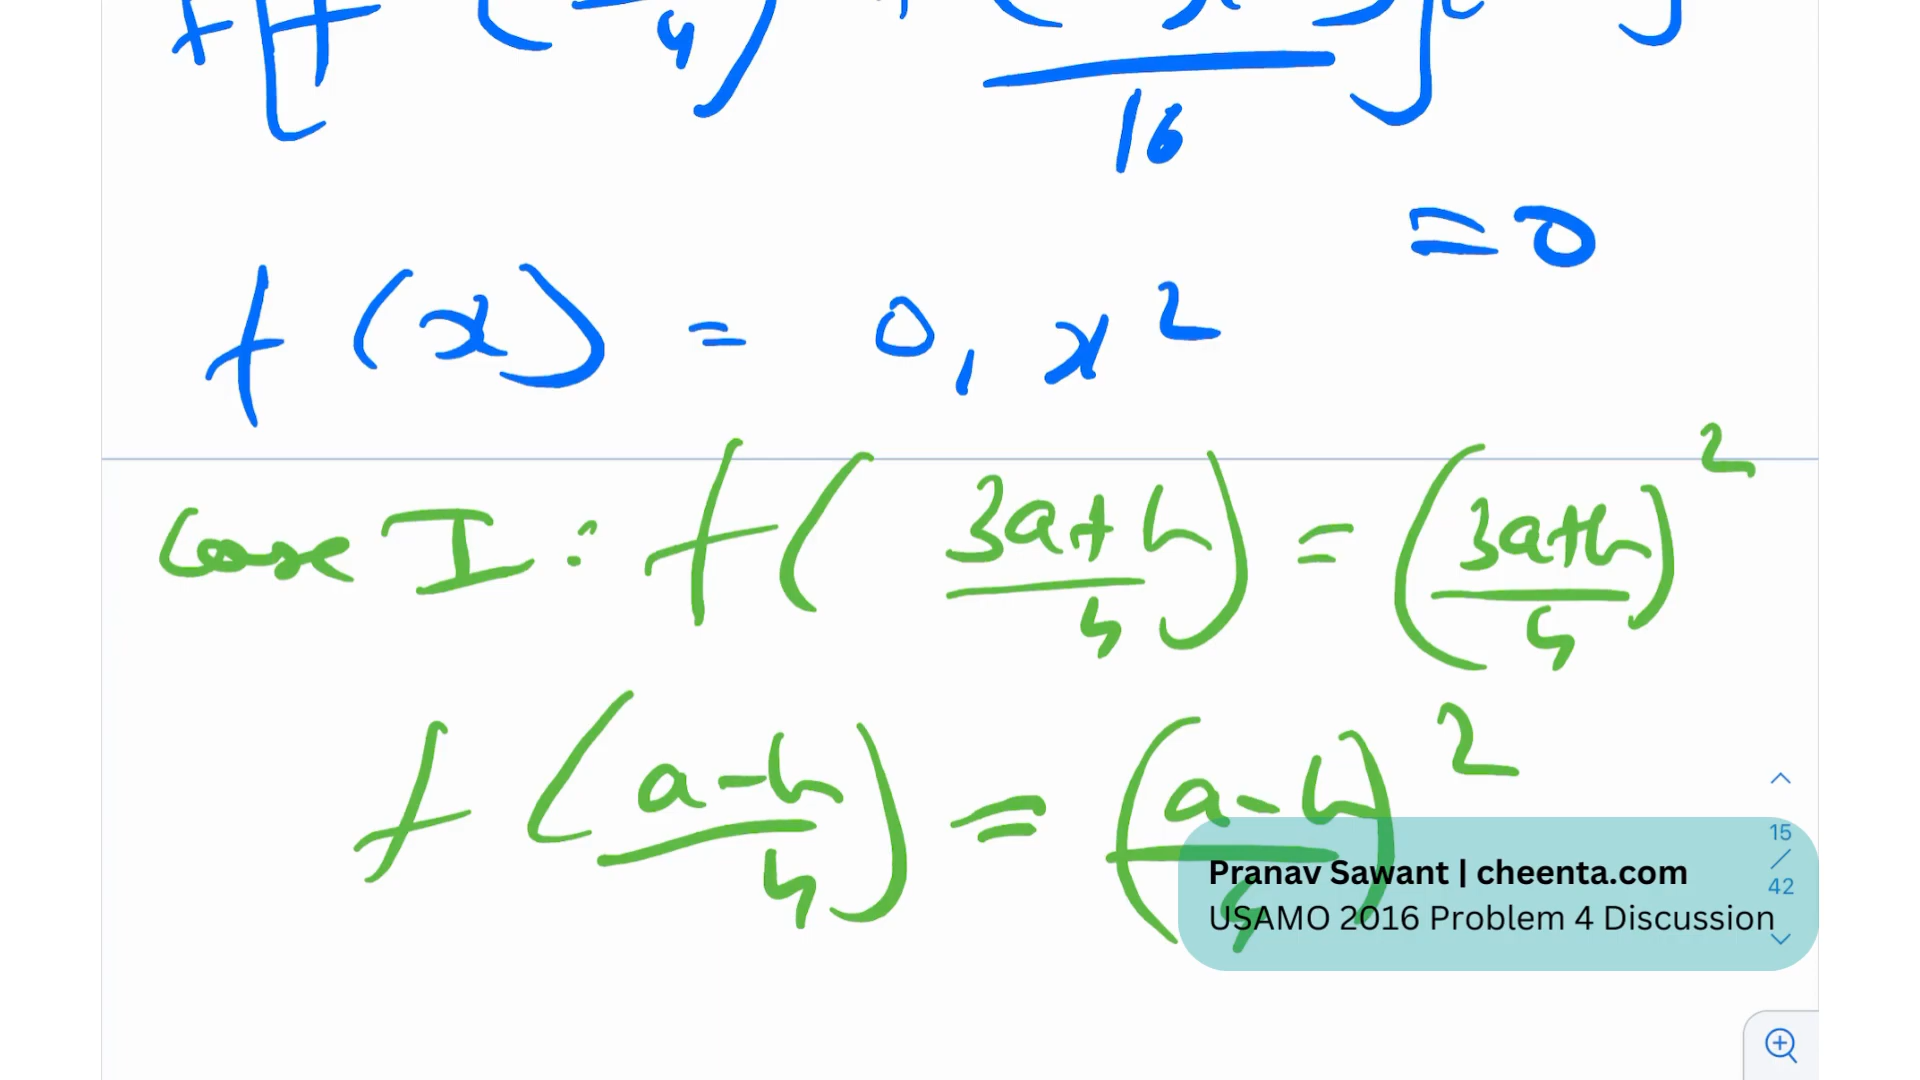 16
= 0
f(x) = 0, x²
Case I : f((3a+b)/4) = ((3a+b)/4)²
f((a-b)/4) = ((a-b)/4)²
15
/
42
Pranav Sawant | cheenta.com
USAMO 2016 Problem 4 Discussion